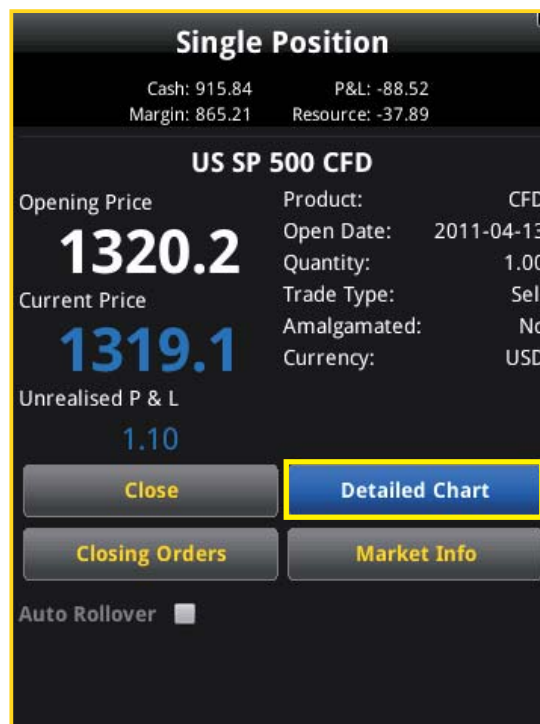 Single Position
Cash: 915.84 P&L: -88.52
Margin: 865.21 Resource: -37.89
US SP 500 CFD
Opening Price
1320.2
Current Price
1319.1
Unrealised P & L
1.10
Product: CFD
Open Date: 2011-04-13
Quantity: 1.00
Trade Type: Sel
Amalgamated: No
Currency: USD
Close Detailed Chart
Closing Orders Market Info
Auto Rollover